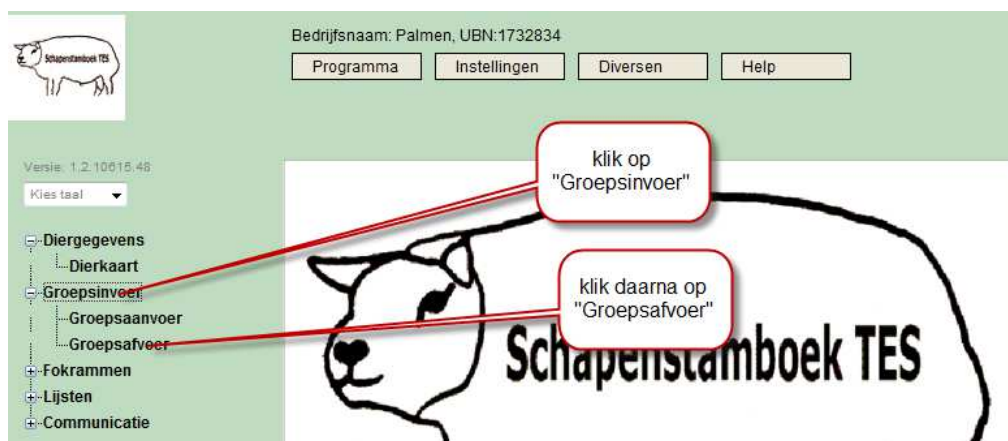 Schapenstamboek TES
Bedrijfsnaam: Palmen, UBN:1732834
Programma Instellingen Diversen Help
Versie: 1.2.10615.48
Kies taal
Diergegevens
Dierkaart
Groepsinvoer
Groepsaanvoer
Groepsafvoer
Fokrammen
Lijsten
Communicatie
klik op
"Groepsinvoer"
klik daarna op
"Groepsafvoer"
Schapenstamboek TES